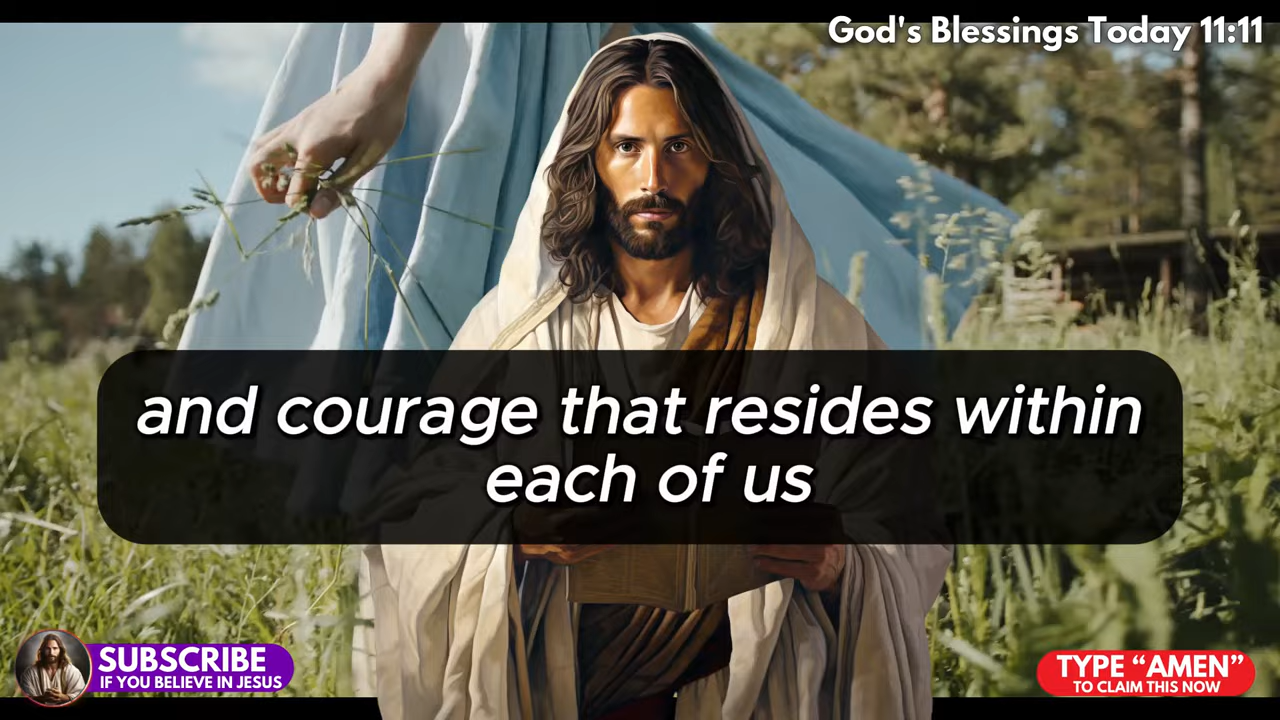 God's Blessings Today 11:11
and courage that resides within
each of us
SUBSCRIBE
IF YOU BELIEVE IN JESUS
TYPE “AMEN”
TO CLAIM THIS NOW